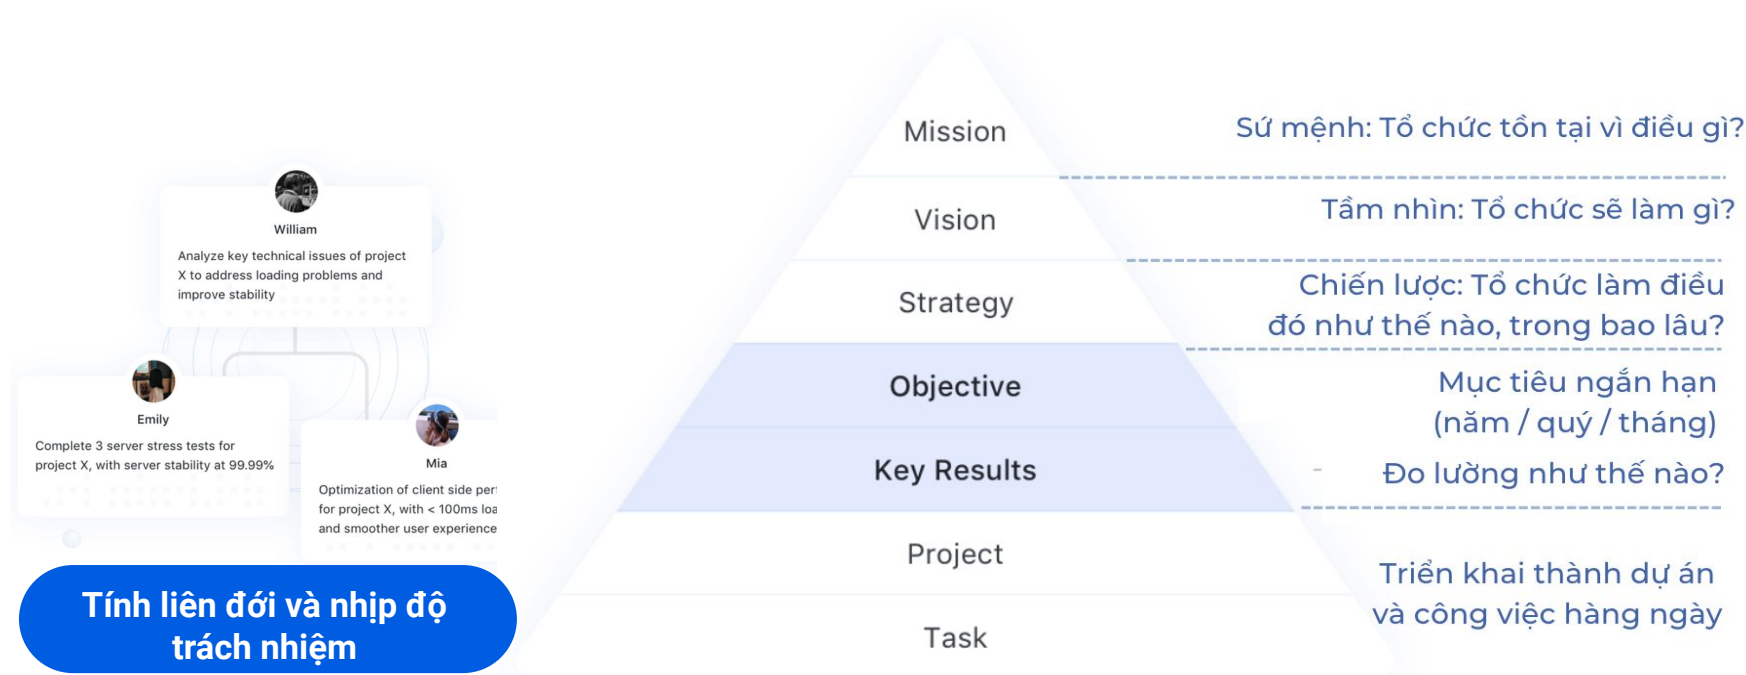 William
Analyze key technical issues of project
X to address loading problems and
improve stability
Emily
Complete 3 server stress tests for
project X, with server stability at 99.99%
Mia
Optimization of client side per
for project X, with < 100ms loa
and smoother user experience
Tính liên đới và nhịp độ
trách nhiệm
Mission
Sứ mệnh: Tổ chức tồn tại vì điều gì?
Vision
Tầm nhìn: Tổ chức sẽ làm gì?
Strategy
Chiến lược: Tổ chức làm điều
đó như thế nào, trong bao lâu?
Objective
Mục tiêu ngắn hạn
(năm / quý / tháng)
Key Results
Đo lường như thế nào?
Project
Task
Triển khai thành dự án
và công việc hàng ngày